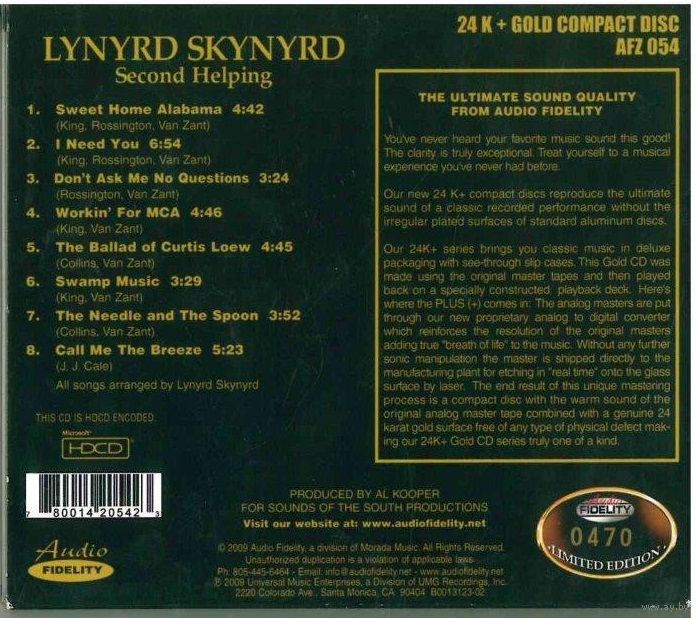 LYNYRD SKYNYRD
Second Helping
1. Sweet Home Alabama 4:42
(King, Rossington, Van Zant)
2. I Need You 6:54
(King, Rossington, Van Zant)
3. Don't Ask Me No Questions 3:24
(Rossington, Van Zant)
4. Workin' For MCA 4:46
(King, Van Zant)
5. The Ballad of Curtis Loew 4:45
(Collins, Van Zant)
6. Swamp Music 3:29
(King, Van Zant)
7. The Needle and The Spoon 3:52
(Collins, Van Zant)
8. Call Me The Breeze 5:23
(J. J. Cale)
All songs arranged by Lynyrd Skynyrd
THIS CD IS HDCD ENCODED.
Microsoft
HDCD
7 80014 20542 3
Audio
FIDELITY
24 K + GOLD COMPACT DISC
AFZ 054
THE ULTIMATE SOUND QUALITY
FROM AUDIO FIDELITY
You've never heard your favorite music sound this good!
The clarity is truly exceptional. Treat yourself to a musical
experience you've never had before.
Our new 24 K+ compact discs reproduce the ultimate
sound of a classic recorded performance without the
irregular plated surfaces of standard aluminum discs.
Our 24K+ series brings you classic music in deluxe
packaging with see-through slip cases. This Gold CD was
made using the original master tapes and then played
back on a specially constructed playback deck. Here's
where the PLUS (+) comes in: The analog masters are put
through our new proprietary analog to digital converter
which reinforces the resolution of the original masters
adding true "breath of life" to the music. Without any further
sonic manipulation the master is shipped directly to the
manufacturing plant for etching in "real time" onto the glass
surface by laser. The end result of this unique mastering
process is a compact disc with the warm sound of the
original analog master tape combined with a genuine 24
karat gold surface free of any type of physical defect mak-
ing our 24K+ Gold CD series truly one of a kind.
PRODUCED BY AL KOOPER
FOR SOUNDS OF THE SOUTH PRODUCTIONS
Visit our website at: www.audiofidelity.net
© 2009 Audio Fidelity, a division of Morada Music. All Rights Reserved.
Unauthorized duplication is a violation of applicable laws.
Ph: 805-445-6464 - Email: info@audiofidelity.net - www.audiofidelity.net
℗ 2009 Universal Music Enterprises, a Division of UMG Recordings, Inc.
2220 Colorado Ave., Santa Monica, CA 90404 B0013123-02
FIDELITY
0470
LIMITED EDITION
www.ay.by